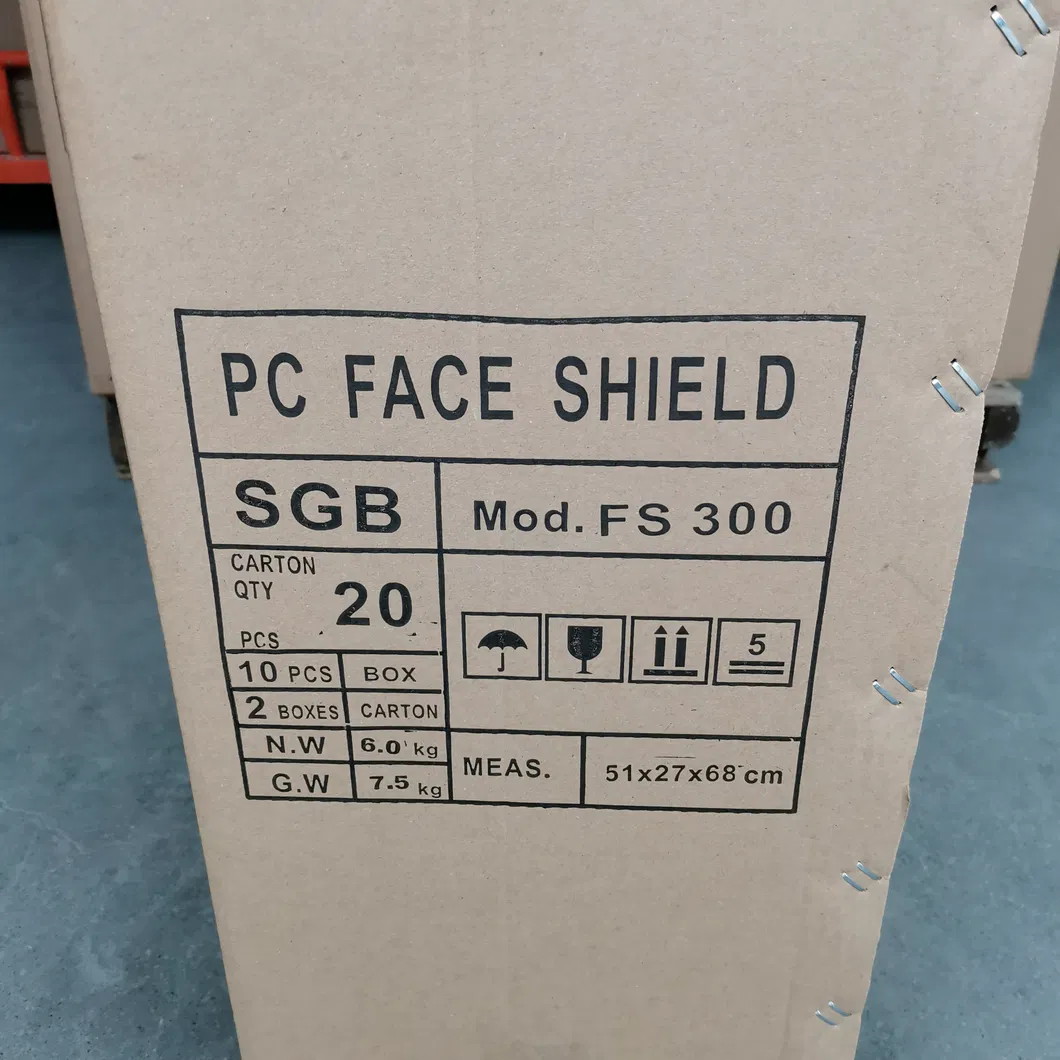 PC FACE SHIELD
SGB
Mod. FS 300
CARTON
QTY
20
PCS
10 PCS BOX
2 BOXES CARTON
N.W 6.0 kg
G.W 7.5 kg
5
MEAS. 51x27x68 cm